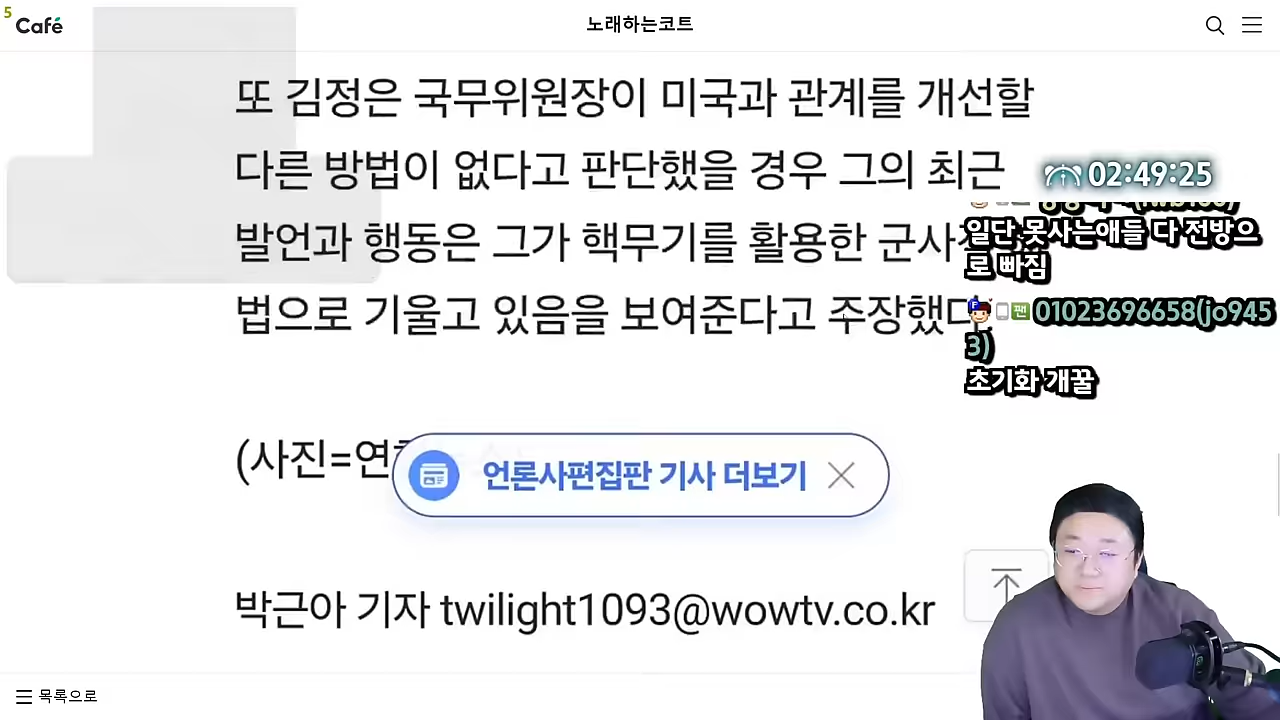 5
Café
노래하는코트
또 김정은 국무위원장이 미국과 관계를 개선할
다른 방법이 없다고 판단했을 경우 그의 최근
발언과 행동은 그가 핵무기를 활용한 군사
법으로 기울고 있음을 보여준다고 주장했다.
02:49:25
일단 못사는애들 다 전방으
로 빠짐
F 팬 01023696658(jo945
3)
초기화 개꿀
(사진=연
언론사편집판 기사 더보기
박근아 기자 twilight1093@wowtv.co.kr
목록으로